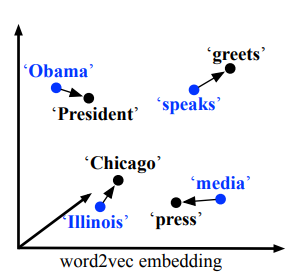 'greets'
'Obama'
'President'
'speaks'
'Chicago'
'media'
'Illinois'
'press'
word2vec embedding